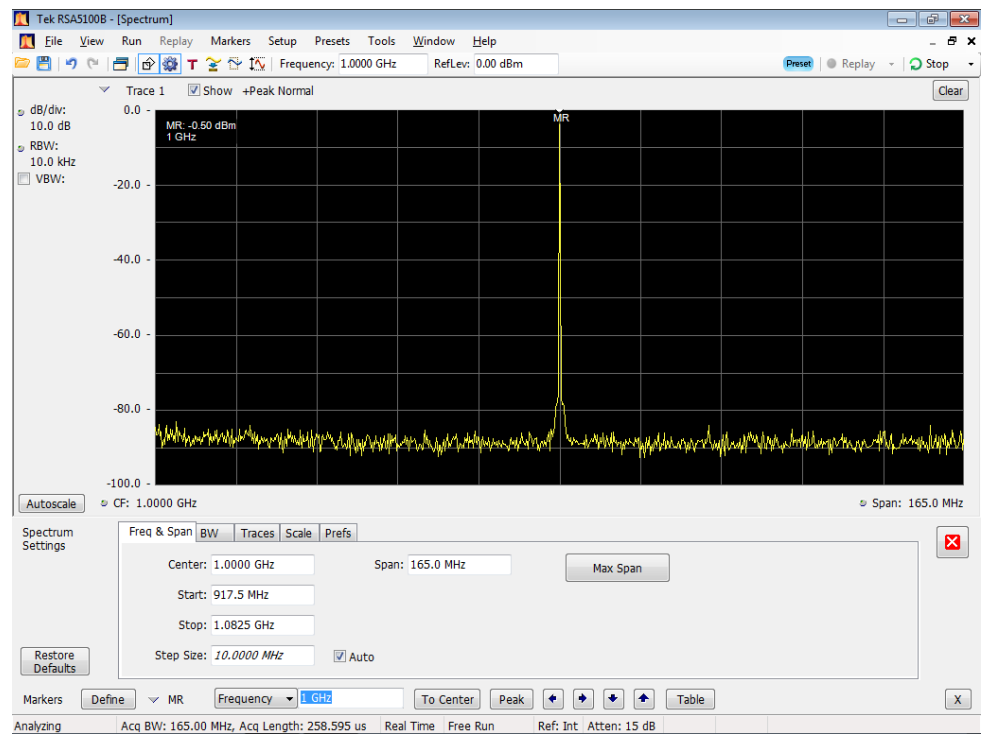 Tek RSA5100B - [Spectrum]
File View Run Replay Markers Setup Presets Tools Window Help
T Frequency: 1.0000 GHz RefLev: 0.00 dBm Preset Replay Stop
Trace 1 Show +Peak Normal Clear
dB/div:
10.0 dB
RBW:
10.0 kHz
VBW:
0.0 -
-20.0 -
-40.0 -
-60.0 -
-80.0 -
-100.0 -
MR: -0.50 dBm
1 GHz
MR
Autoscale CF: 1.0000 GHz Span: 165.0 MHz
Spectrum
Settings
Freq & Span BW Traces Scale Prefs
Center: 1.0000 GHz Span: 165.0 MHz Max Span
Start: 917.5 MHz
Stop: 1.0825 GHz
Step Size: 10.0000 MHz Auto
Restore
Defaults
Markers Define MR Frequency 1 GHz To Center Peak Table X
Analyzing Acq BW: 165.00 MHz, Acq Length: 258.595 us Real Time Free Run Ref: Int Atten: 15 dB